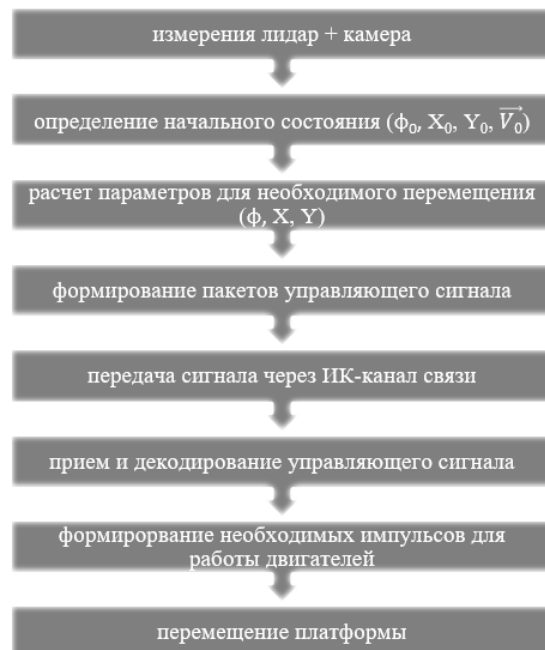 измерения лидар + камера
определение начального состояния (ϕ₀, X₀, Y₀, V₀⃗)
расчет параметров для необходимого перемещения
(ϕ, X, Y)
формирование пакетов управляющего сигнала
передача сигнала через ИК-канал связи
прием и декодирование управляющего сигнала
формирорвание необходимых импульсов для
работы двигателей
перемещение платформы